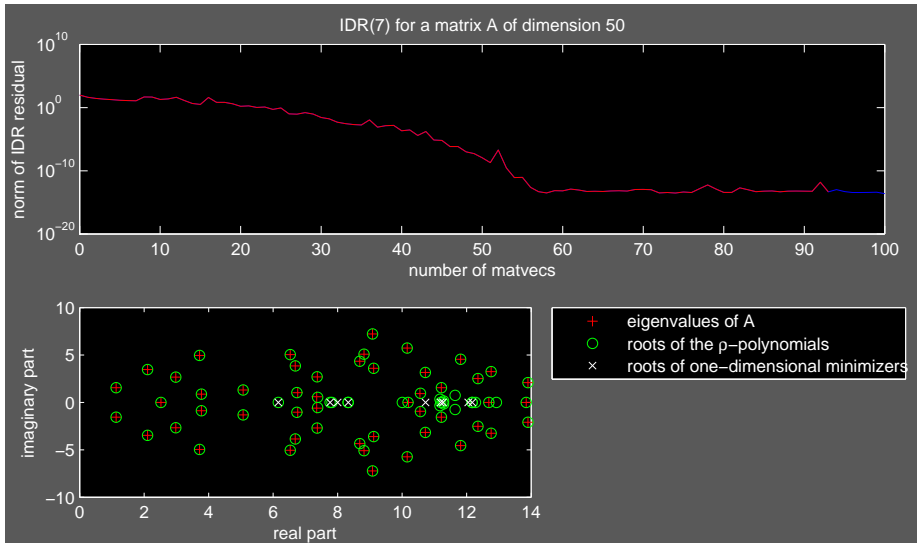 IDR(7) for a matrix A of dimension 50
norm of IDR residual
10^10
10^0
10^-10
10^-20
0 10 20 30 40 50 60 70 80 90 100
number of matvecs
imaginary part
10
5
0
−5
−10
0 2 4 6 8 10 12 14
real part
eigenvalues of A
roots of the ρ−polynomials
roots of one−dimensional minimizers